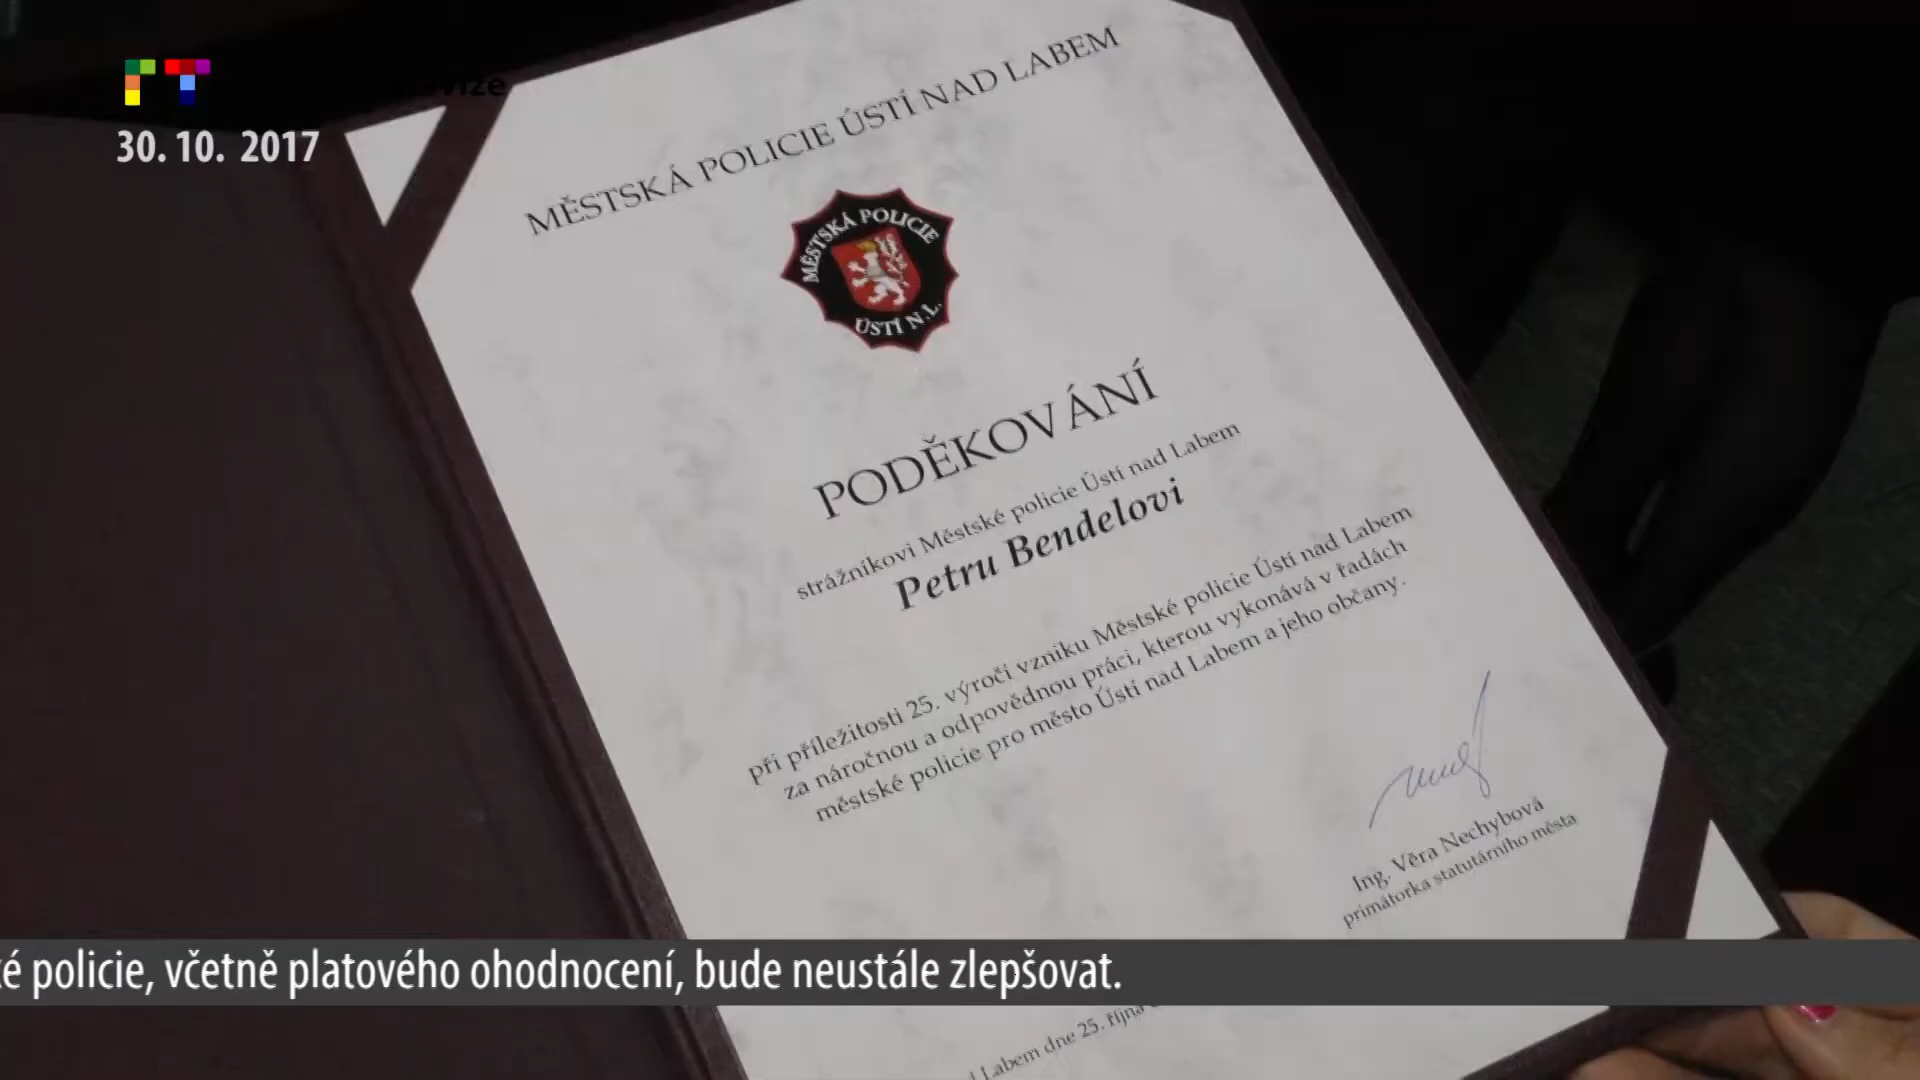 vize
30. 10. 2017
MĚSTSKÁ POLICIE ÚSTÍ NAD LABEM
MĚSTSKÁ POLICIE
ÚSTÍ N.L.
PODĚKOVÁNÍ
strážníkovi Městské policie Ústí nad Labem
Petru Bendelovi
při příležitosti 25. výročí vzniku Městské policie Ústí nad Labem
za náročnou a odpovědnou práci, kterou vykonává v řadách
městské policie pro město Ústí nad Labem a jeho občany.
Ing. Věra Nechybová
primátorka statutárního města
é policie, včetně platového ohodnocení, bude neustále zlepšovat.
Labem dne 25. října